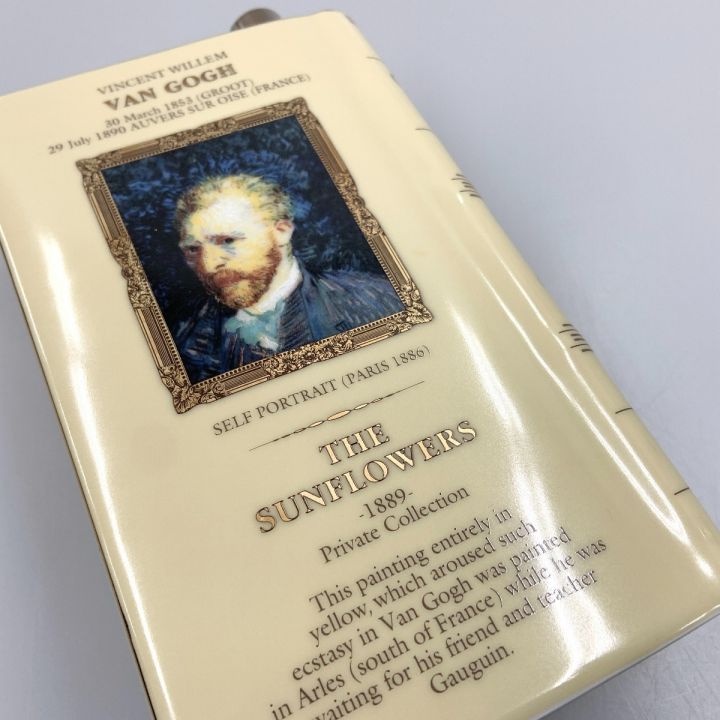 VINCENT WILLEM
VAN GOGH
30 March 1853 (GROOT)
29 July 1890 AUVERS SUR OISE (FRANCE)
SELF PORTRAIT (PARIS 1886)
THE
SUNFLOWERS
-1889-
Private Collection
This painting entirely in
yellow, which aroused such
ecstasy in Van Gogh was painted
in Arles (south of France) while he was
waiting for his friend and teacher
Gauguin.